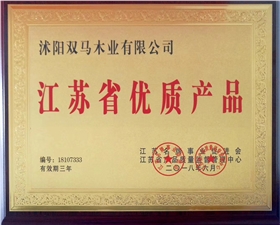 沭阳双马木业有限公司
江苏省优质产品
编号：18107333
有效期三年
二〇一八年六月